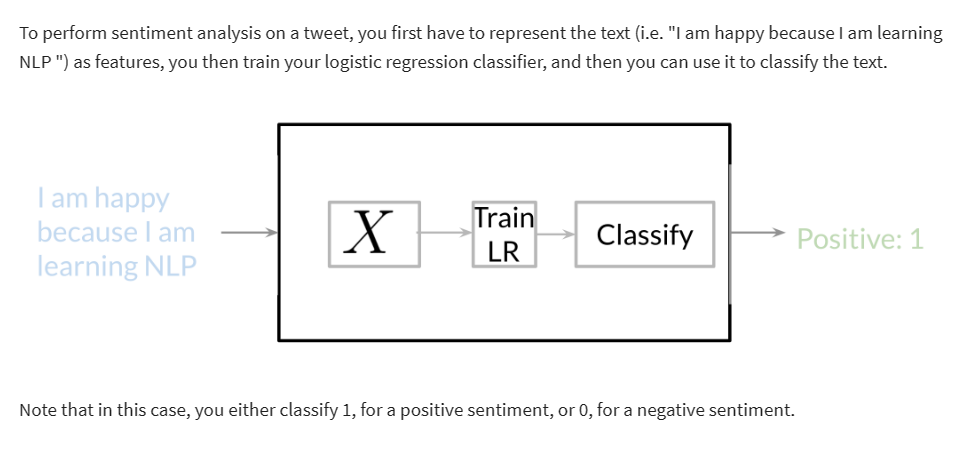 To perform sentiment analysis on a tweet, you first have to represent the text (i.e. "I am happy because I am learning
NLP ") as features, you then train your logistic regression classifier, and then you can use it to classify the text.
I am happy
because I am
learning NLP
X
Train
LR
Classify
Positive: 1
Note that in this case, you either classify 1, for a positive sentiment, or 0, for a negative sentiment.